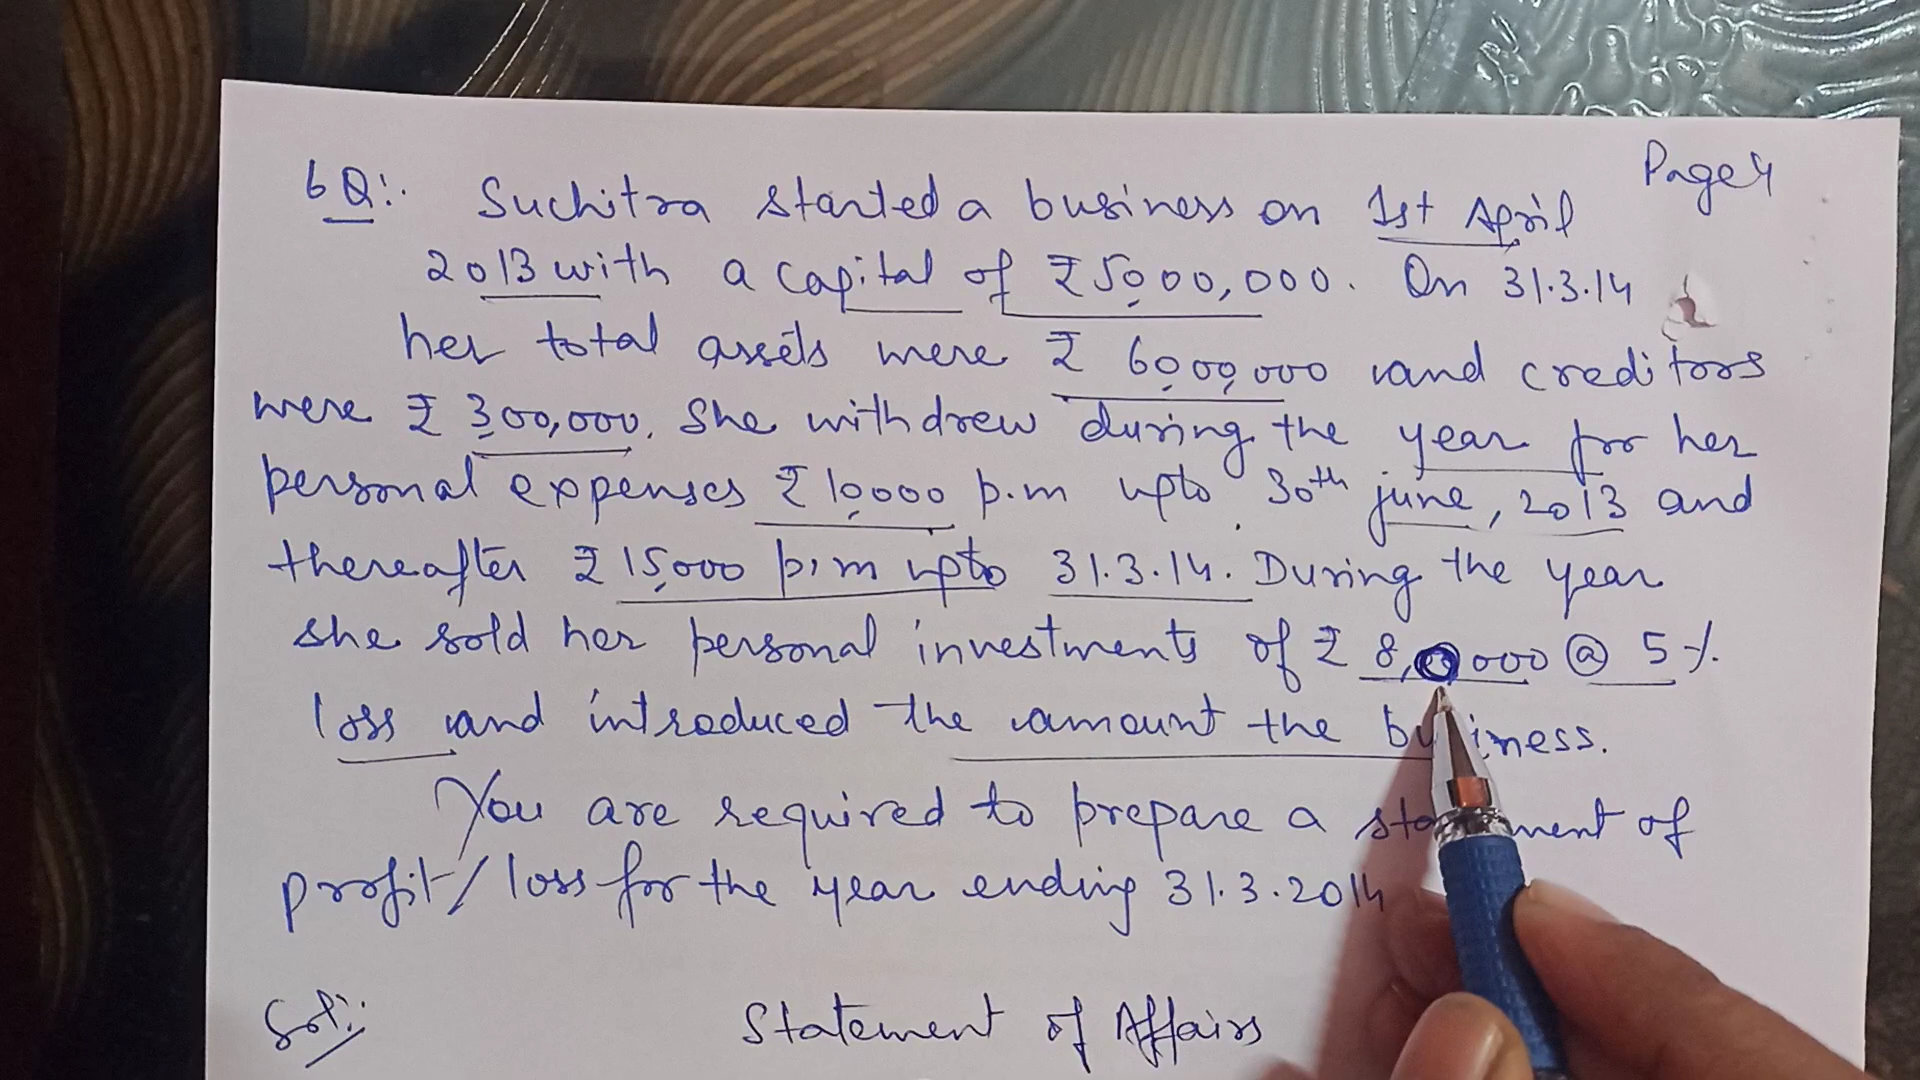 Page 4
6Q:. Suchitra started a business on 1st April
2013 with a capital of ₹5000,000. On 31.3.14
her total assets were ₹ 60,00,000 and creditors
were ₹ 3,00,000. She withdrew during the year for her
personal expenses ₹10,000 p.m upto 30th june, 2013 and
thereafter ₹ 15,000 p.m upto 31.3.14. During the year
she sold her personal investments of ₹ 8,0,000 @ 5%
loss and introduced the amount the business.
You are required to prepare a statement of
profit/loss for the year ending 31.3.2014
Sol:;
Statement of Affairs